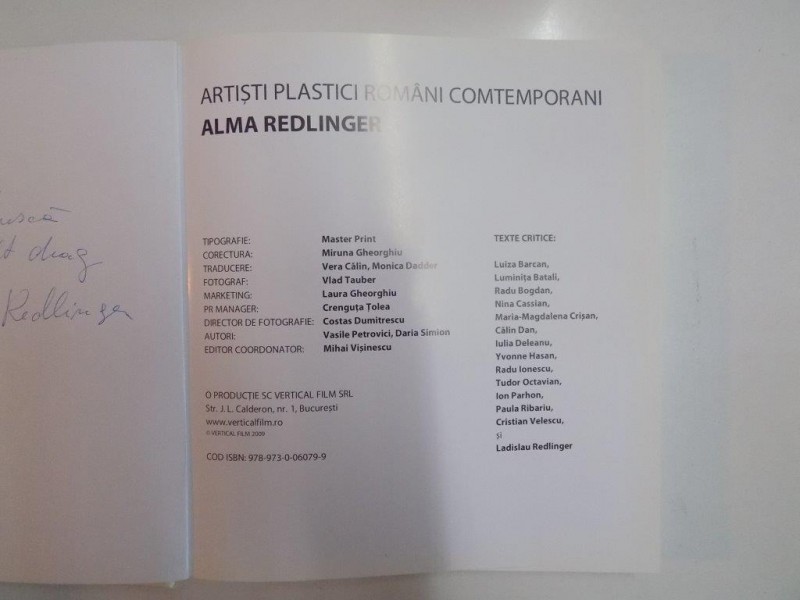 drag
Redlinger
ARTIȘTI PLASTICI ROMÂNI COMTEMPORANI
ALMA REDLINGER
TIPOGRAFIE: Master Print
CORECTURA: Miruna Gheorghiu
TRADUCERE: Vera Călin, Monica Dadder
FOTOGRAF: Vlad Tauber
MARKETING: Laura Gheorghiu
PR MANAGER: Crenguța Țolea
DIRECTOR DE FOTOGRAFIE: Costas Dumitrescu
AUTORI: Vasile Petrovici, Daria Simion
EDITOR COORDONATOR: Mihai Vișinescu
O PRODUCȚIE SC VERTICAL FILM SRL
Str. J. L. Calderon, nr. 1, București
www.verticalfilm.ro
© VERTICAL FILM 2009
COD ISBN: 978-973-0-06079-9
TEXTE CRITICE:
Luiza Barcan,
Luminița Batali,
Radu Bogdan,
Nina Cassian,
Maria-Magdalena Crișan,
Călin Dan,
Iulia Deleanu,
Yvonne Hasan,
Radu Ionescu,
Tudor Octavian,
Ion Parhon,
Paula Ribariu,
Cristian Velescu,
și
Ladislau Redlinger